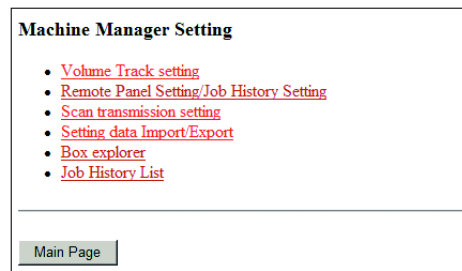 Machine Manager Setting
Volume Track setting
Remote Panel Setting/Job History Setting
Scan transmission setting
Setting data Import/Export
Box explorer
Job History List
Main Page